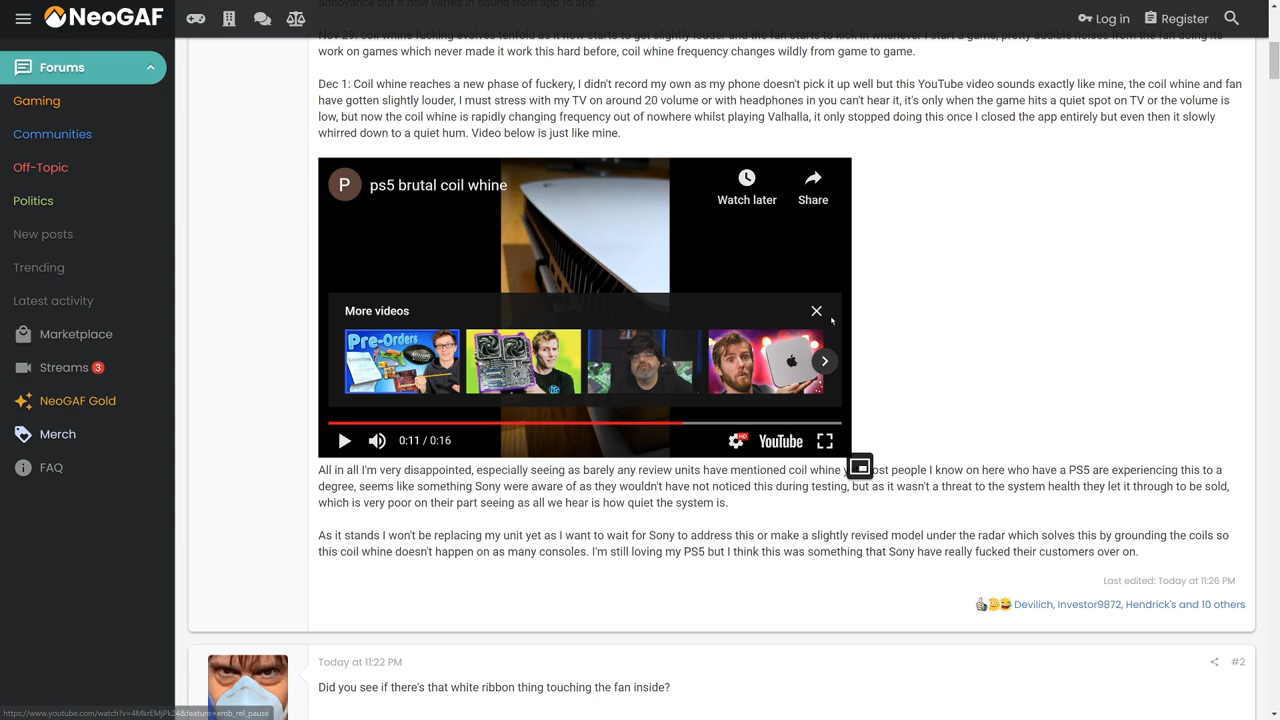 NeoGAF
Log in
Register
Forums
Gaming
Communities
Off-Topic
Politics
New posts
Trending
Latest activity
Marketplace
Streams 3
NeoGAF Gold
Merch
FAQ
annoyance but it now varies in sound from app to app.
Nov 29: coil whine fucking evolves tenfold as it now starts to get slightly louder and the fan starts to kick in whenever I start a game, pretty audible noises from the fan doing its
work on games which never made it work this hard before, coil whine frequency changes wildly from game to game.
Dec 1: Coil whine reaches a new phase of fuckery, I didn't record my own as my phone doesn't pick it up well but this YouTube video sounds exactly like mine, the coil whine and fan
have gotten slightly louder, I must stress with my TV on around 20 volume or with headphones in you can't hear it, it's only when the game hits a quiet spot on TV or the volume is
low, but now the coil whine is rapidly changing frequency out of nowhere whilst playing Valhalla, it only stopped doing this once I closed the app entirely but even then it slowly
whirred down to a quiet hum. Video below is just like mine.
P
ps5 brutal coil whine
Watch later
Share
More videos
Pre-Orders
0:11 / 0:16
HD
YouTube
All in all I'm very disappointed, especially seeing as barely any review units have mentioned coil whine y ost people I know on here who have a PS5 are experiencing this to a
degree, seems like something Sony were aware of as they wouldn't have not noticed this during testing, but as it wasn't a threat to the system health they let it through to be sold,
which is very poor on their part seeing as all we hear is how quiet the system is.
As it stands I won't be replacing my unit yet as I want to wait for Sony to address this or make a slightly revised model under the radar which solves this by grounding the coils so
this coil whine doesn't happen on as many consoles. I'm still loving my PS5 but I think this was something that Sony have really fucked their customers over on.
Last edited: Today at 11:26 PM
Devilich, Investor9872, Hendrick's and 10 others
Today at 11:22 PM
#2
Did you see if there's that white ribbon thing touching the fan inside?
https://www.youtube.com/watch?v=4MkrEMjPk24&feature=emb_rel_pause